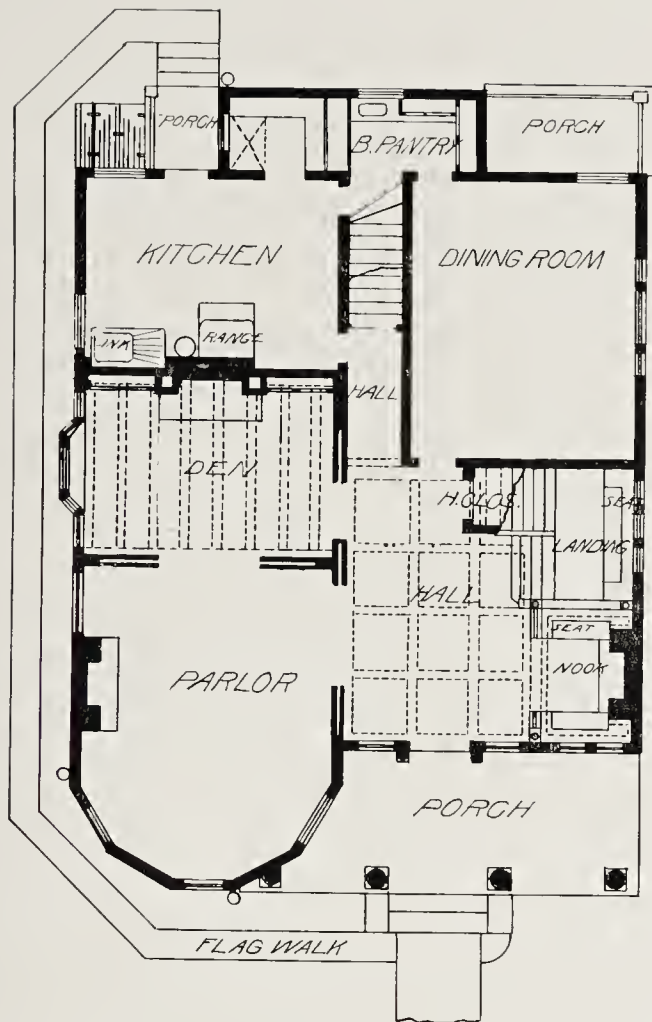 PORCH
B. PANTRY
PORCH
KITCHEN
DINING ROOM
INK
RANGE
HALL
DEN
H. CLOS.
SEAT
LANDING
HALL
SEAT
NOOK
PARLOR
PORCH
FLAG WALK